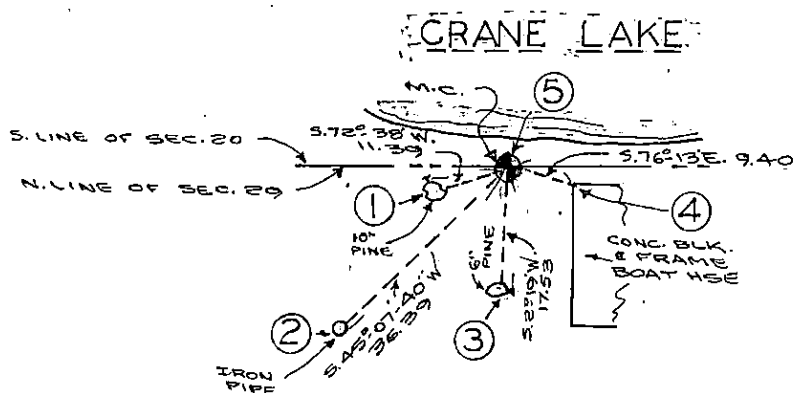 CRANE LAKE
M.C.
5
S. LINE OF SEC. 20
S.72° 38' W.
11.39
S.76° 13' E. 9.40
N. LINE OF SEC. 29
1
10" PINE
4
CONC. BLK.
& FRAME
BOAT HSE
6" PINE
S.2° 19' W.
17.53
3
2
S.45° 07'-40" W.
36.39
IRON
PIPE